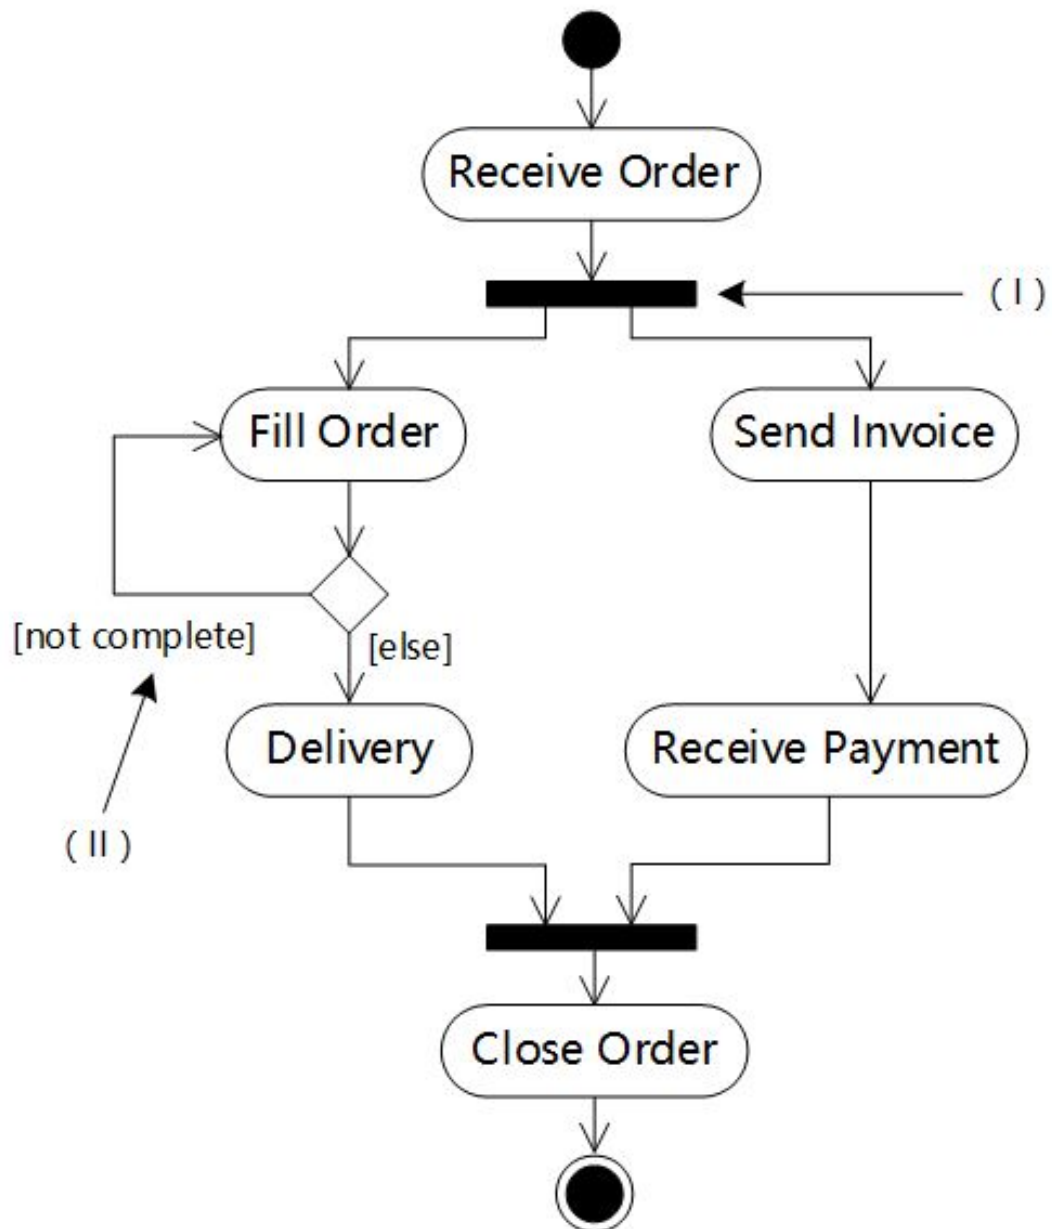 Receive Order
( I )
Fill Order
Send Invoice
[not complete]
[else]
Delivery
Receive Payment
( II )
Close Order